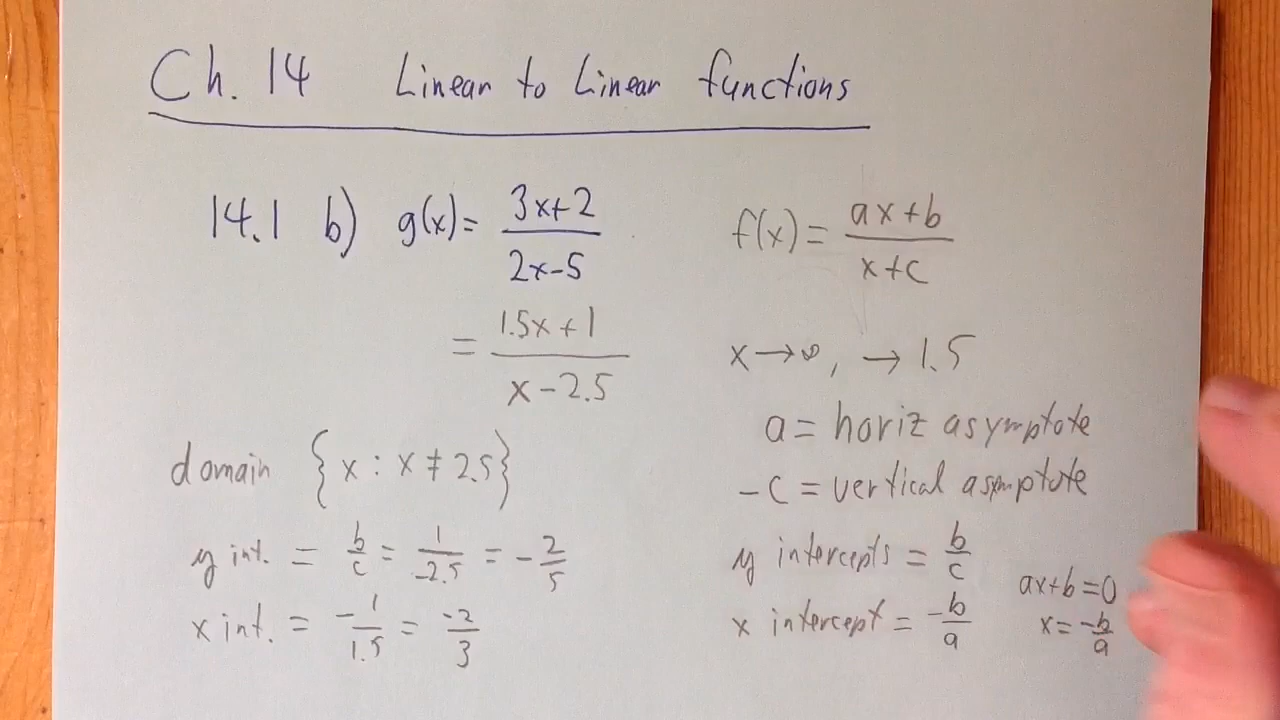 Ch. 14 Linear to Linear functions
14.1 b) g(x) = (3x+2)/(2x-5)
= (1.5x+1)/(x-2.5)
domain {x : x ≠ 2.5}
y int. = b/c = 1/-2.5 = -2/5
x int. = -1/1.5 = -2/3
f(x) = (ax+b)/(x+c)
x → ∞, → 1.5
a = horiz asymptote
-c = vertical asymptote
y intercepts = b/c
x intercept = -b/a
ax+b=0
x = -b/a